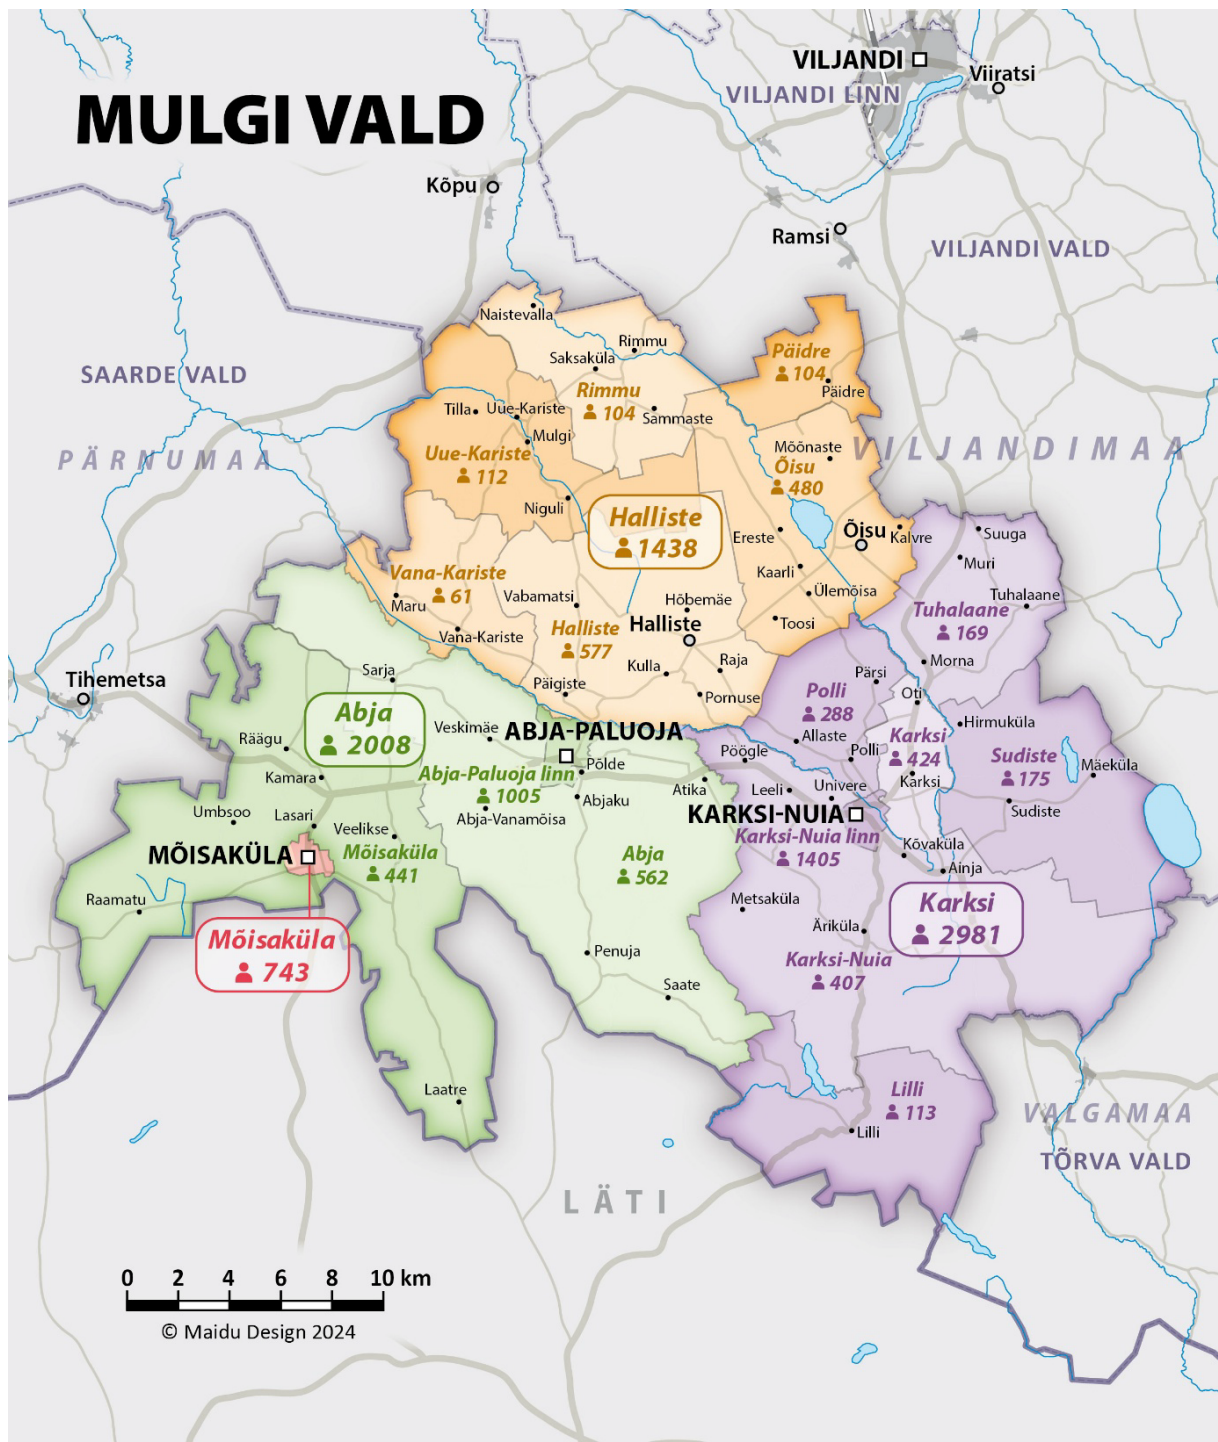 MULGI VALD
VILJANDI
Viiratsi
VILJANDI LINN
Kõpu
Ramsi
VILJANDI VALD
SAARDE VALD
PÄRNUMAA
VILJANDIMAA
Naistevalla
Rimmu
Saksaküla
Rimmu
104
Sammaste
Päidre
104
Päidre
Tilla
Uue-Kariste
Mulgi
Uue-Kariste
112
Niguli
Mõõnaste
Õisu
480
Halliste
1438
Õisu
Kalvre
Ereste
Kaarli
Ülemõisa
Toosi
Suuga
Muri
Tuhalaane
Tuhalaane
169
Morna
Vana-Kariste
61
Maru
Vana-Kariste
Vabamatsi
Halliste
577
Hõbemäe
Halliste
Kulla
Raja
Pornuse
Päigiste
Tihemetsa
Sarja
Abja
2008
Räägu
Kamara
Veskimäe
ABJA-PALUOJA
Põlde
Abja-Paluoja linn
1005
Abjaku
Abja-Vanamõisa
Atika
Pärsi
Polli
288
Allaste
Polli
Pöögle
Leeli
Univere
Oti
Karksi
424
Karksi
Hirmuküla
Sudiste
175
Mäeküla
Sudiste
KARKSI-NUIA
Karksi-Nuia linn
1405
Kõvaküla
Ainja
Umbsoo
Lasari
Veelikse
MÕISAKÜLA
Mõisaküla
441
Raamatu
Mõisaküla
743
Abja
562
Metsaküla
Äriküla
Karksi
2981
Karksi-Nuia
407
Penuja
Saate
Laatre
Lilli
113
Lilli
VALGAMAA
TÕRVA VALD
LÄTI
0 2 4 6 8 10 km
© Maidu Design 2024